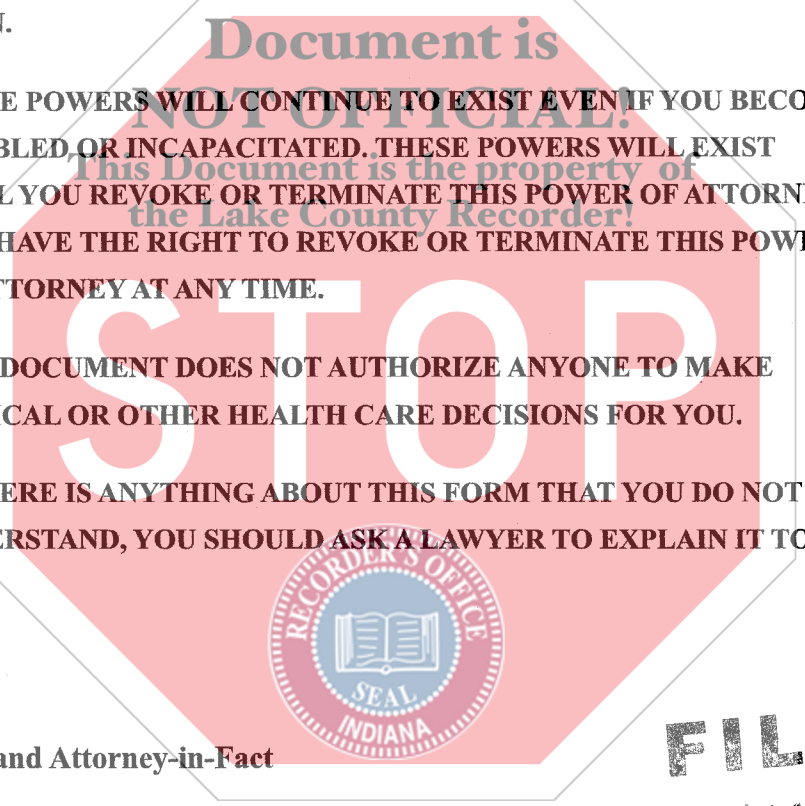 N.
Document is
E POWERS WILL CONTINUE TO EXIST EVEN IF YOU BECO
NOT OFFICIAL!
BLED OR INCAPACITATED. THESE POWERS WILL EXIST
This Document is the property of
L YOU REVOKE OR TERMINATE THIS POWER OF ATTORN
the Lake County Recorder!
HAVE THE RIGHT TO REVOKE OR TERMINATE THIS POW
TTORNEY AT ANY TIME.
STOP
DOCUMENT DOES NOT AUTHORIZE ANYONE TO MAKE
ICAL OR OTHER HEALTH CARE DECISIONS FOR YOU.
ERE IS ANYTHING ABOUT THIS FORM THAT YOU DO NOT
ERSTAND, YOU SHOULD ASK A LAWYER TO EXPLAIN IT TO
RECORDER'S OFFICE
SEAL
INDIANA
and Attorney-in-Fact
FIL